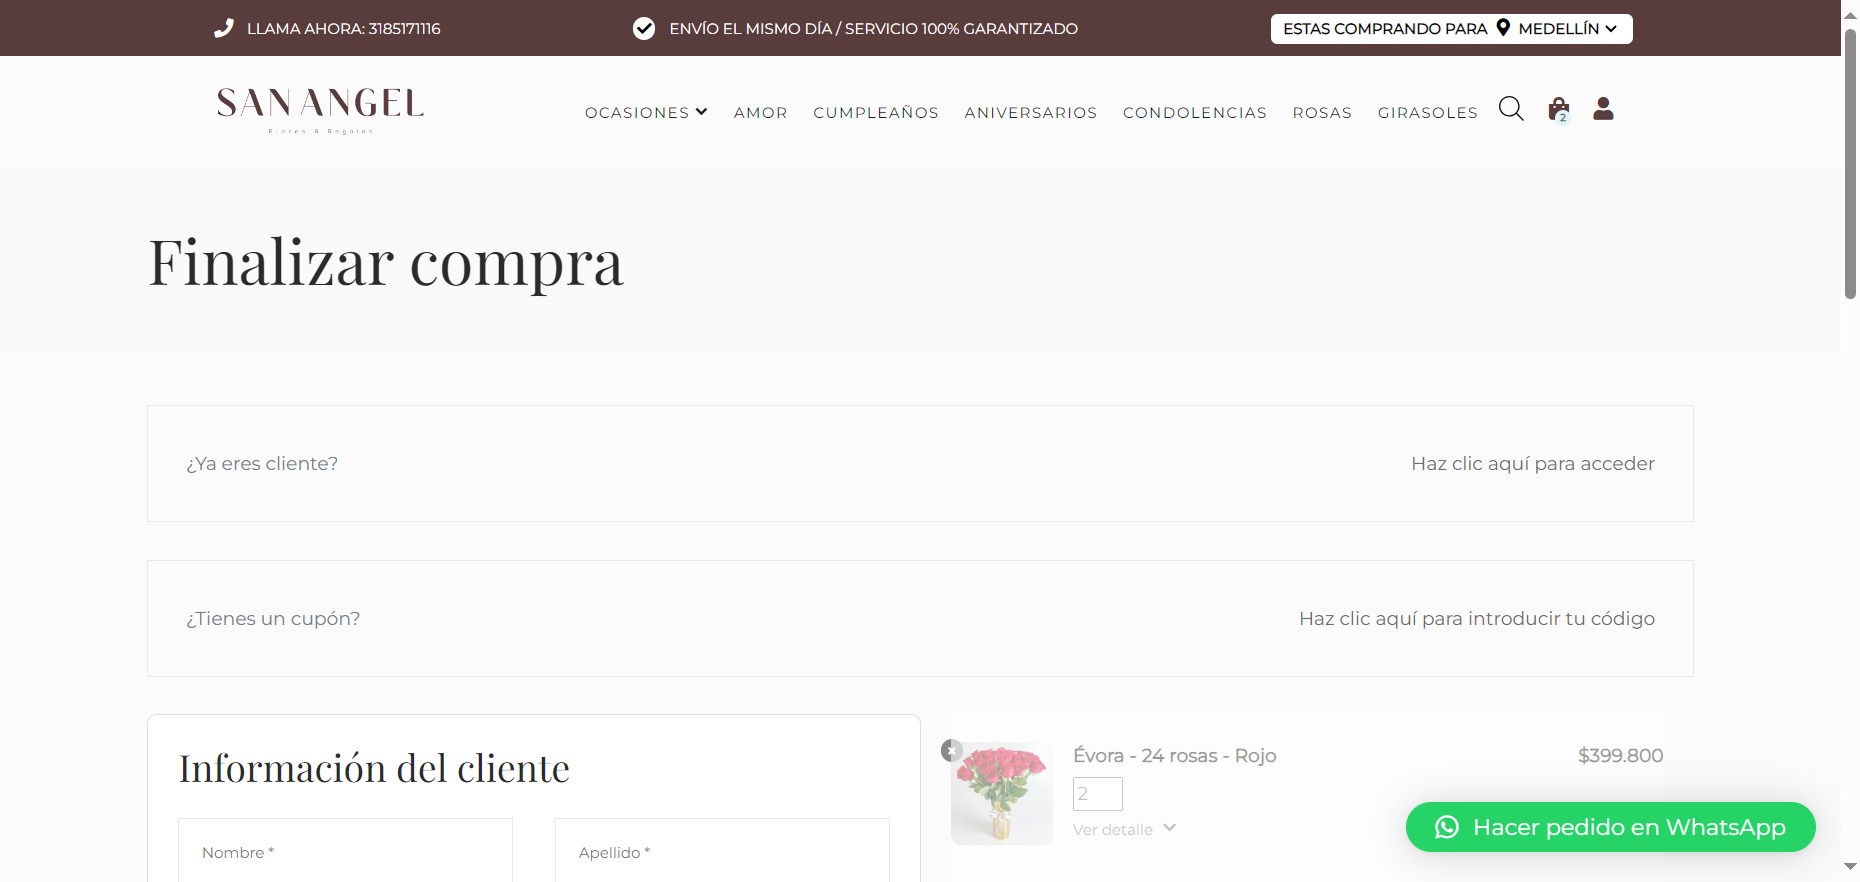 LLAMA AHORA: 3185171116
ENVÍO EL MISMO DÍA / SERVICIO 100% GARANTIZADO
ESTAS COMPRANDO PARA MEDELLÍN
SAN ANGEL
Flores & Regalos
OCASIONES AMOR CUMPLEAÑOS ANIVERSARIOS CONDOLENCIAS ROSAS GIRASOLES
2
Finalizar compra
¿Ya eres cliente?
Haz clic aquí para acceder
¿Tienes un cupón?
Haz clic aquí para introducir tu código
Información del cliente
Nombre *
Apellido *
Évora - 24 rosas - Rojo
$399.800
2
Ver detalle
Hacer pedido en WhatsApp